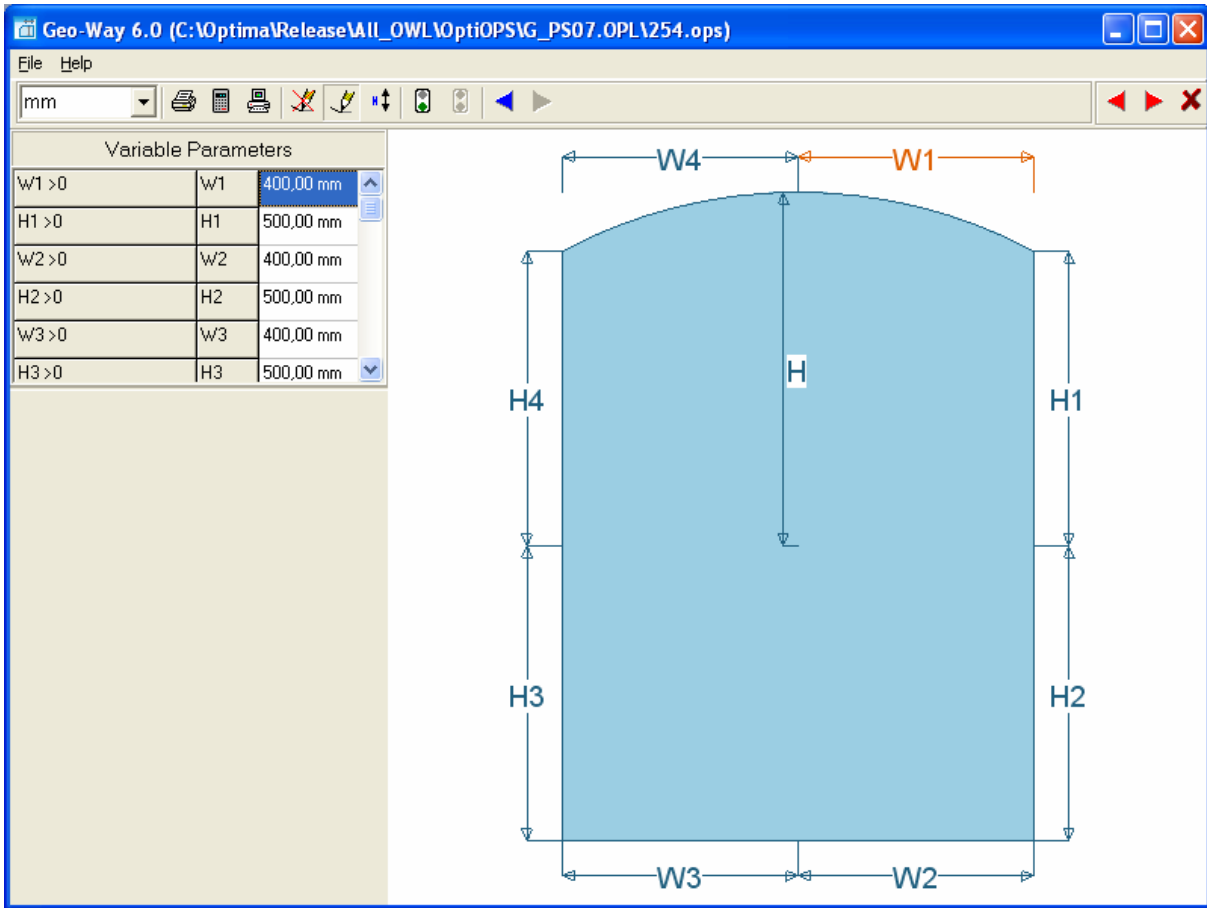 Geo-Way 6.0 (C:\Optima\Release\All_OWL\OptiOPS\G_PS07.OPL\254.ops)
File Help
mm
H
Variable Parameters
W1 >0 W1 400,00 mm
H1 >0 H1 500,00 mm
W2 >0 W2 400,00 mm
H2 >0 H2 500,00 mm
W3 >0 W3 400,00 mm
H3 >0 H3 500,00 mm
W4 W1
H
H4 H1
H3 H2
W3 W2